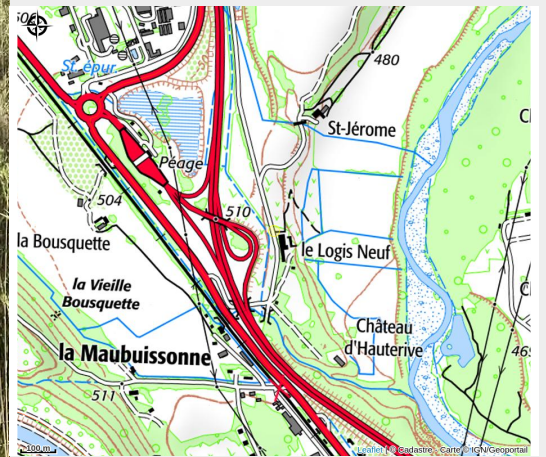 St. épur.
480
St-Jérome
Péage
504
510
la Bousquette
le Logis Neuf
la Vieille
Bousquette
Château
d'Hauterive
la Maubuissonne
511
100 m
Leaflet | © Cadastre - Carte © IGN/Geoportail